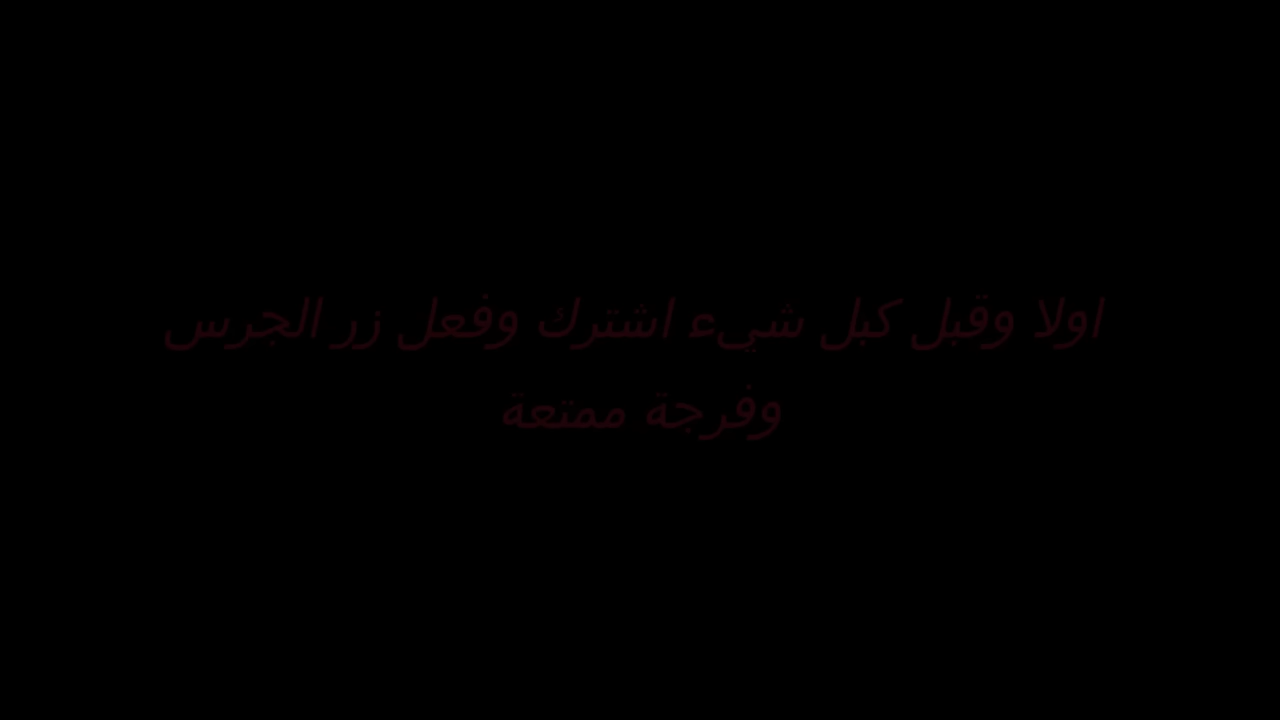 اولا وقبل كبل شيء اشترك وفعل زر الجرس
وفرجة ممتعة